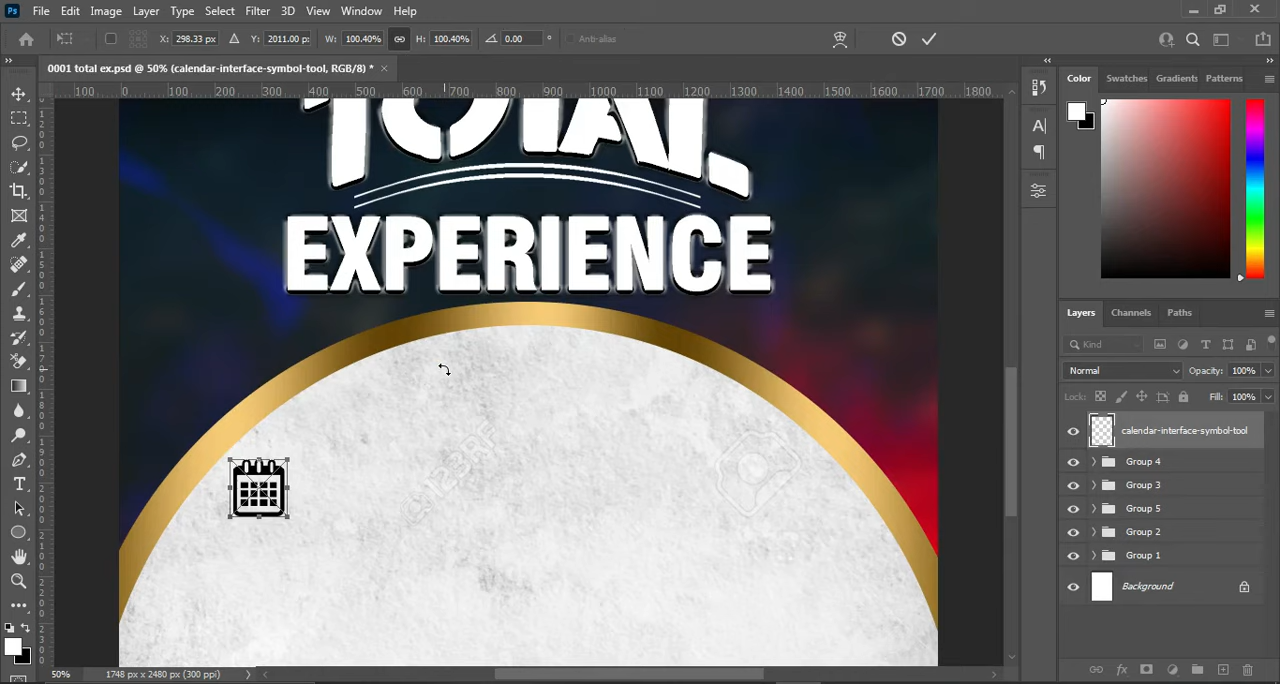 Ps File Edit Image Layer Type Select Filter 3D View Window Help
X: 298.33 px Y: 2011.00 px W: 100.40% H: 100.40% 0.00 ° Anti-alias
0001 total ex.psd @ 50% (calendar-interface-symbol-tool, RGB/8) * ×
100 0 100 200 300 400 500 600 700 800 900 1000 1100 1200 1300 1400 1500 1600 1700 1800
TOTAL
EXPERIENCE
Color Swatches Gradients Patterns
Layers Channels Paths
Kind
Normal Opacity: 100%
Lock: Fill: 100%
calendar-interface-symbol-tool
Group 4
Group 3
Group 5
Group 2
Group 1
Background
50% 1748 px x 2480 px (300 ppi)